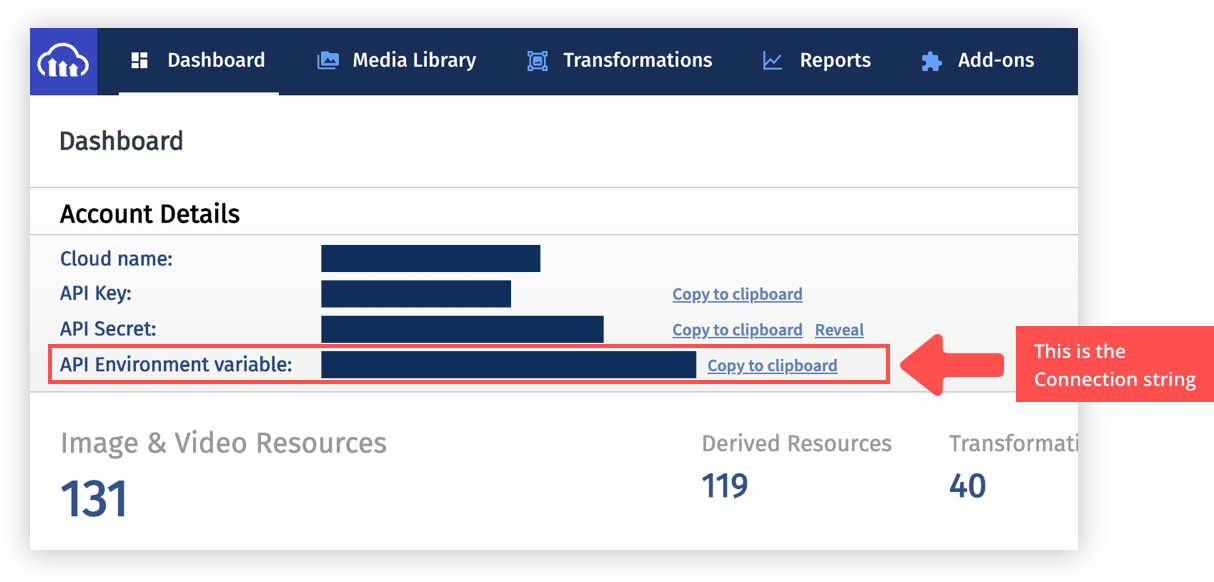 Dashboard Media Library Transformations Reports Add-ons
Dashboard
Account Details
Cloud name:
API Key: Copy to clipboard
API Secret: Copy to clipboard Reveal
API Environment variable: Copy to clipboard
This is the
Connection string
Image & Video Resources Derived Resources Transformati
131 119 40